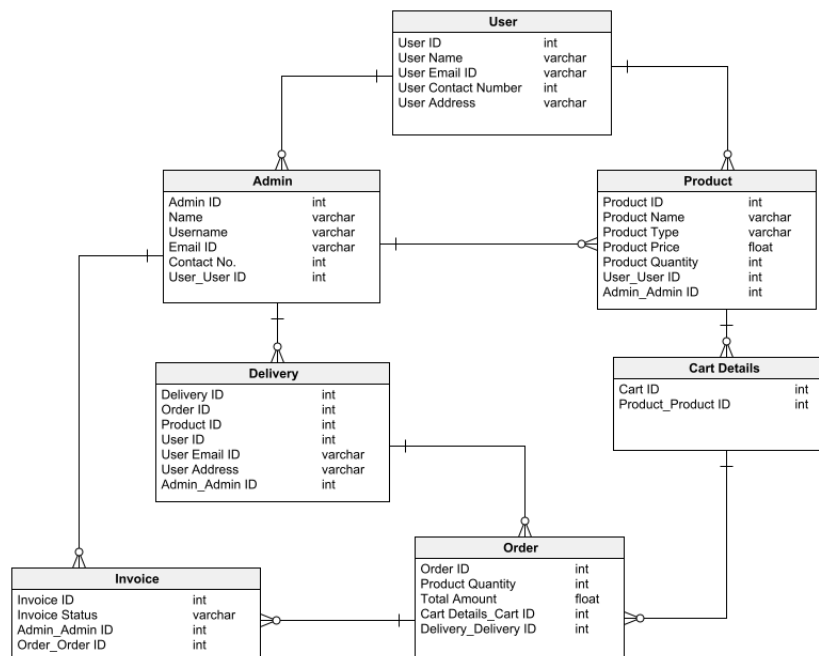 User
User ID int
User Name varchar
User Email ID varchar
User Contact Number int
User Address varchar
Admin
Admin ID int
Name varchar
Username varchar
Email ID varchar
Contact No. int
User_User ID int
Product
Product ID int
Product Name varchar
Product Type varchar
Product Price float
Product Quantity int
User_User ID int
Admin_Admin ID int
Delivery
Delivery ID int
Order ID int
Product ID int
User ID int
User Email ID varchar
User Address varchar
Admin_Admin ID int
Cart Details
Cart ID int
Product_Product ID int
Invoice
Invoice ID int
Invoice Status varchar
Admin_Admin ID int
Order_Order ID int
Order
Order ID int
Product Quantity int
Total Amount float
Cart Details_Cart ID int
Delivery_Delivery ID int